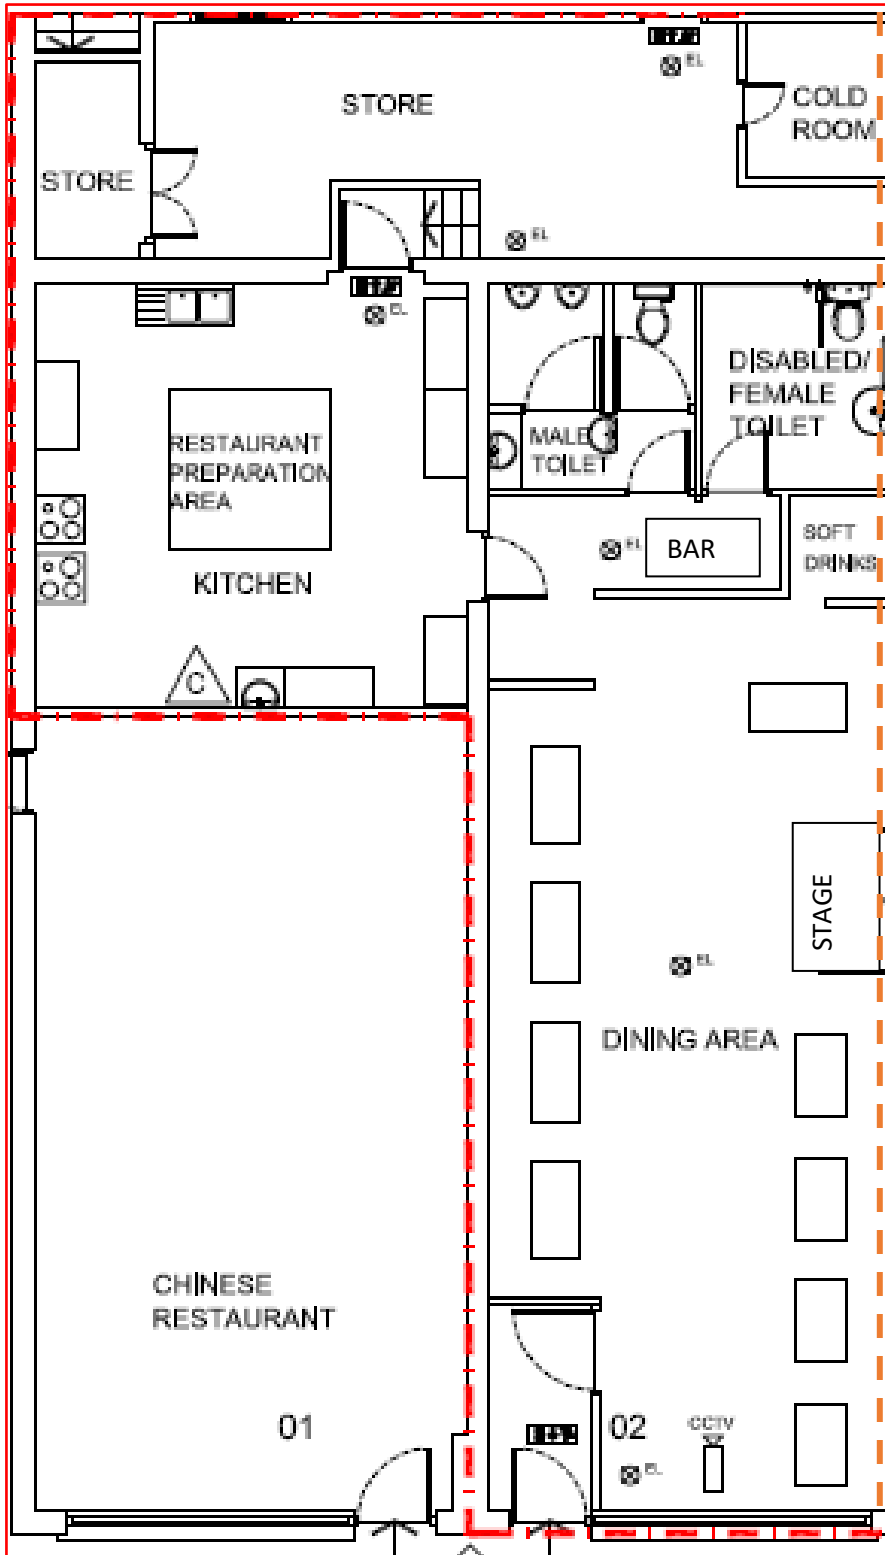 STORE
EL
COLD
ROOM
STORE
EL
EL
DISABLED/
FEMALE
TOILET
RESTAURANT
PREPARATION
AREA
MALE
TOILET
EL
BAR
SOFT
DRINKS
KITCHEN
C
STAGE
EL
DINING AREA
CHINESE
RESTAURANT
01
02
CCTV
EL